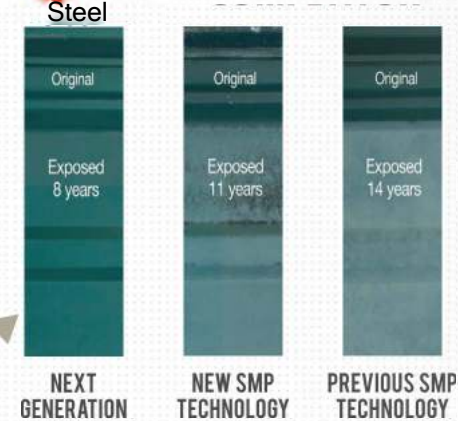 Steel
Original
Exposed
8 years
NEXT
GENERATION
Original
Exposed
11 years
NEW SMP
TECHNOLOGY
Original
Exposed
14 years
PREVIOUS SMP
TECHNOLOGY